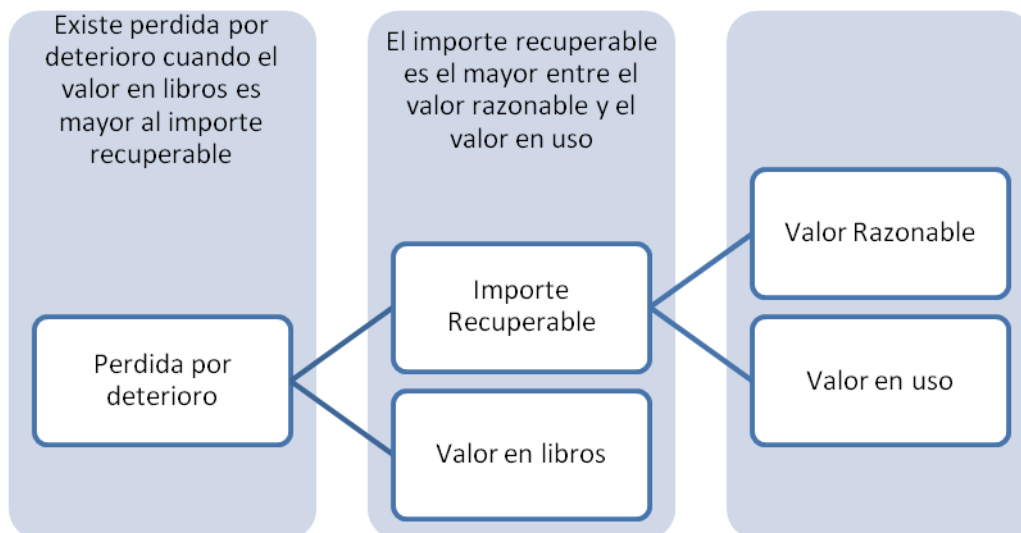 Existe perdida por
deterioro cuando el
valor en libros es
mayor al importe
recuperable
El importe recuperable
es el mayor entre el
valor razonable y el
valor en uso
Perdida por
deterioro
Importe
Recuperable
Valor en libros
Valor Razonable
Valor en uso